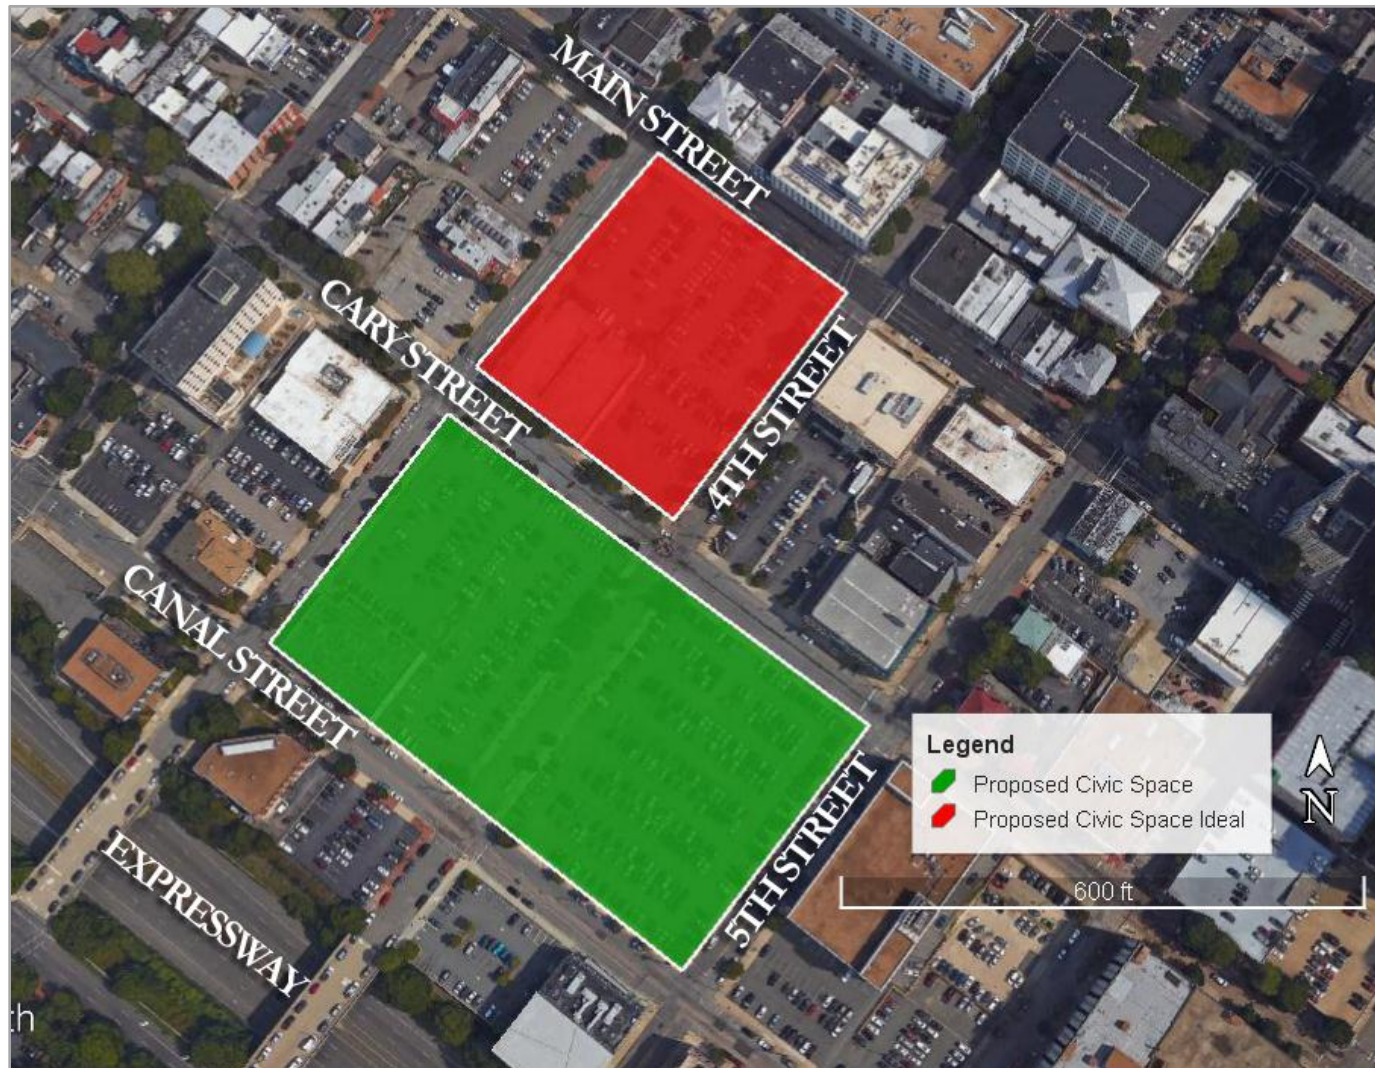 MAIN STREET
CARY STREET
4TH STREET
CANAL STREET
5TH STREET
EXPRESSWAY
Legend
Proposed Civic Space
Proposed Civic Space Ideal
N
600 ft
:h